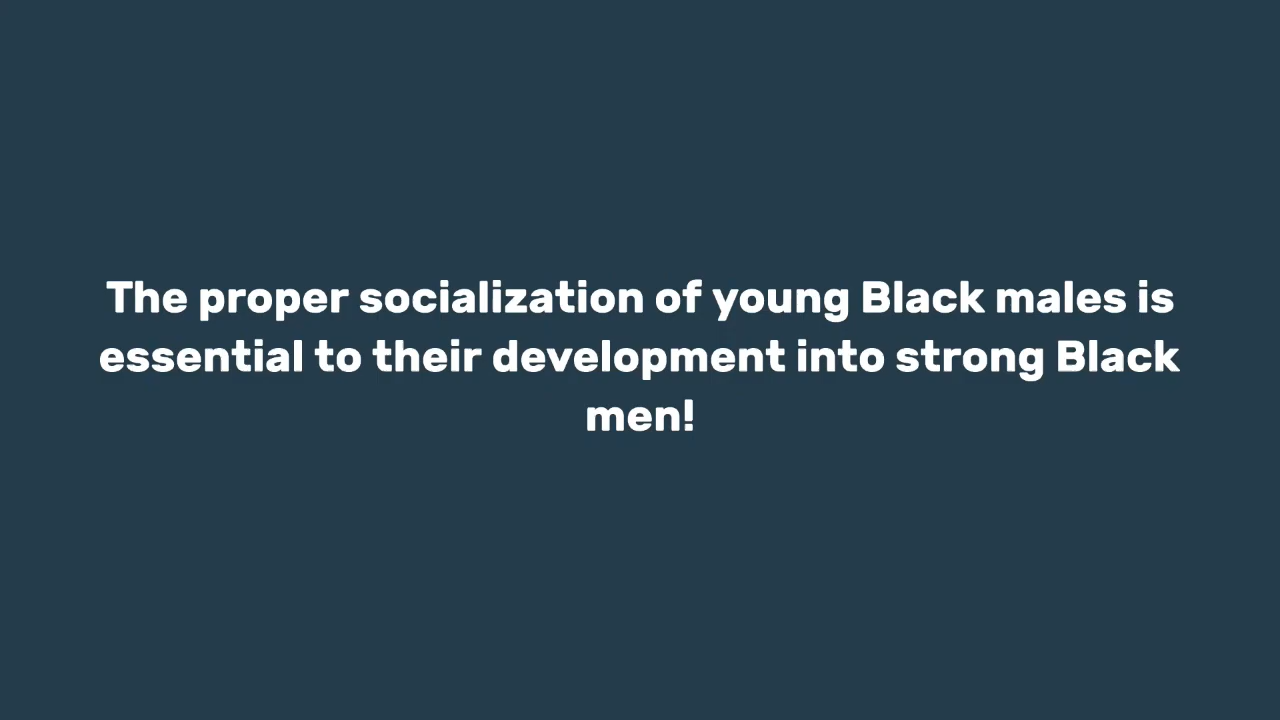 The proper socialization of young Black males is
essential to their development into strong Black
men!